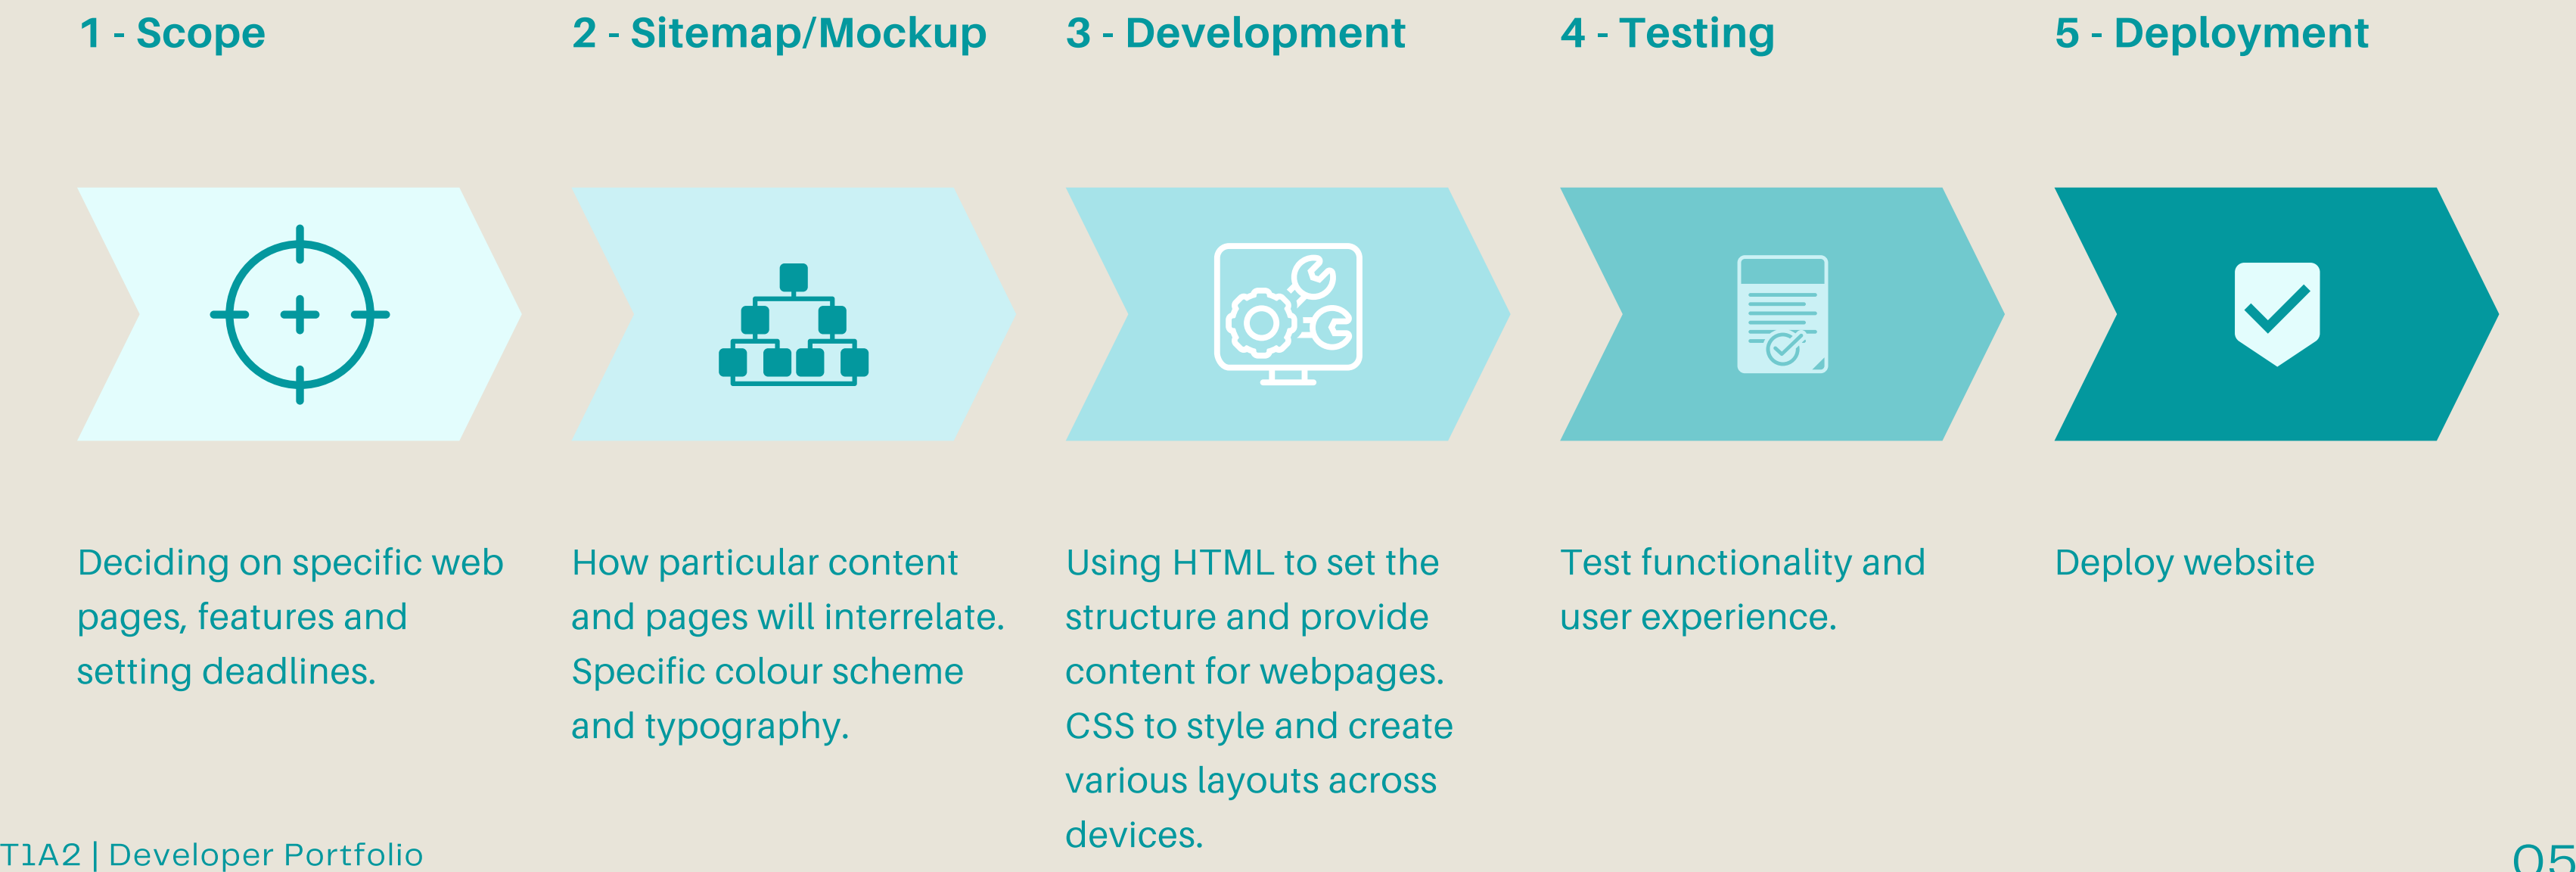 1 - Scope
2 - Sitemap/Mockup
3 - Development
4 - Testing
5 - Deployment
Deciding on specific web
pages, features and
setting deadlines.
How particular content
and pages will interrelate.
Specific colour scheme
and typography.
Using HTML to set the
structure and provide
content for webpages.
CSS to style and create
various layouts across
devices.
Test functionality and
user experience.
Deploy website
T1A2 | Developer Portfolio
05